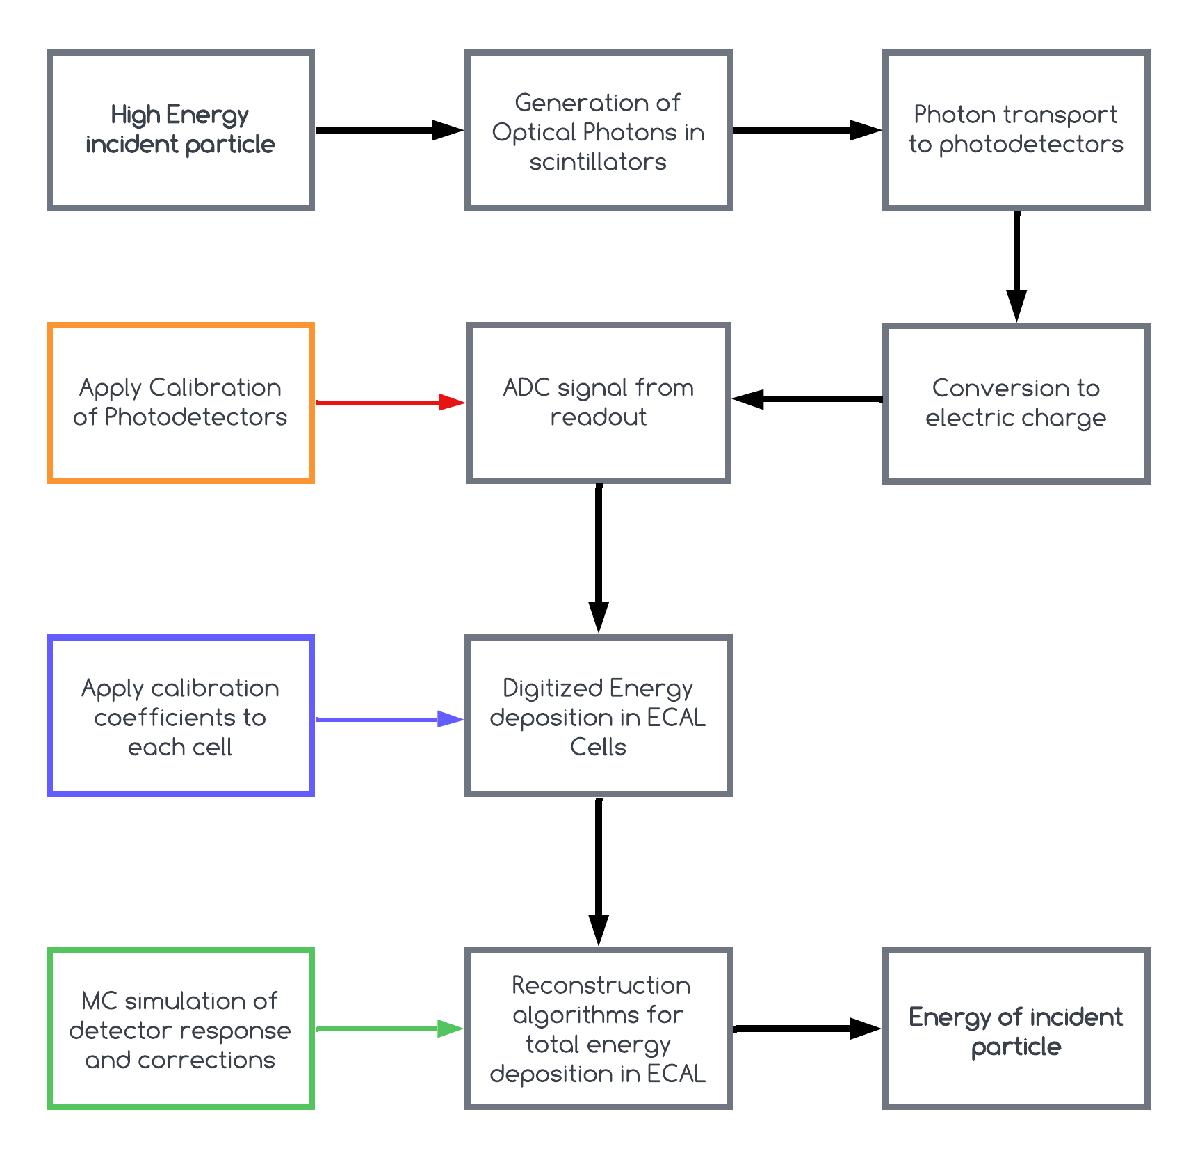 High Energy
incident particle
Generation of
Optical Photons in
scintillators
Photon transport
to photodetectors
Apply Calibration
of Photodetectors
ADC signal from
readout
Conversion to
electric charge
Apply calibration
coefficients to
each cell
Digitized Energy
deposition in ECAL
Cells
MC simulation of
detector response
and corrections
Reconstruction
algorithms for
total energy
deposition in ECAL
Energy of incident
particle